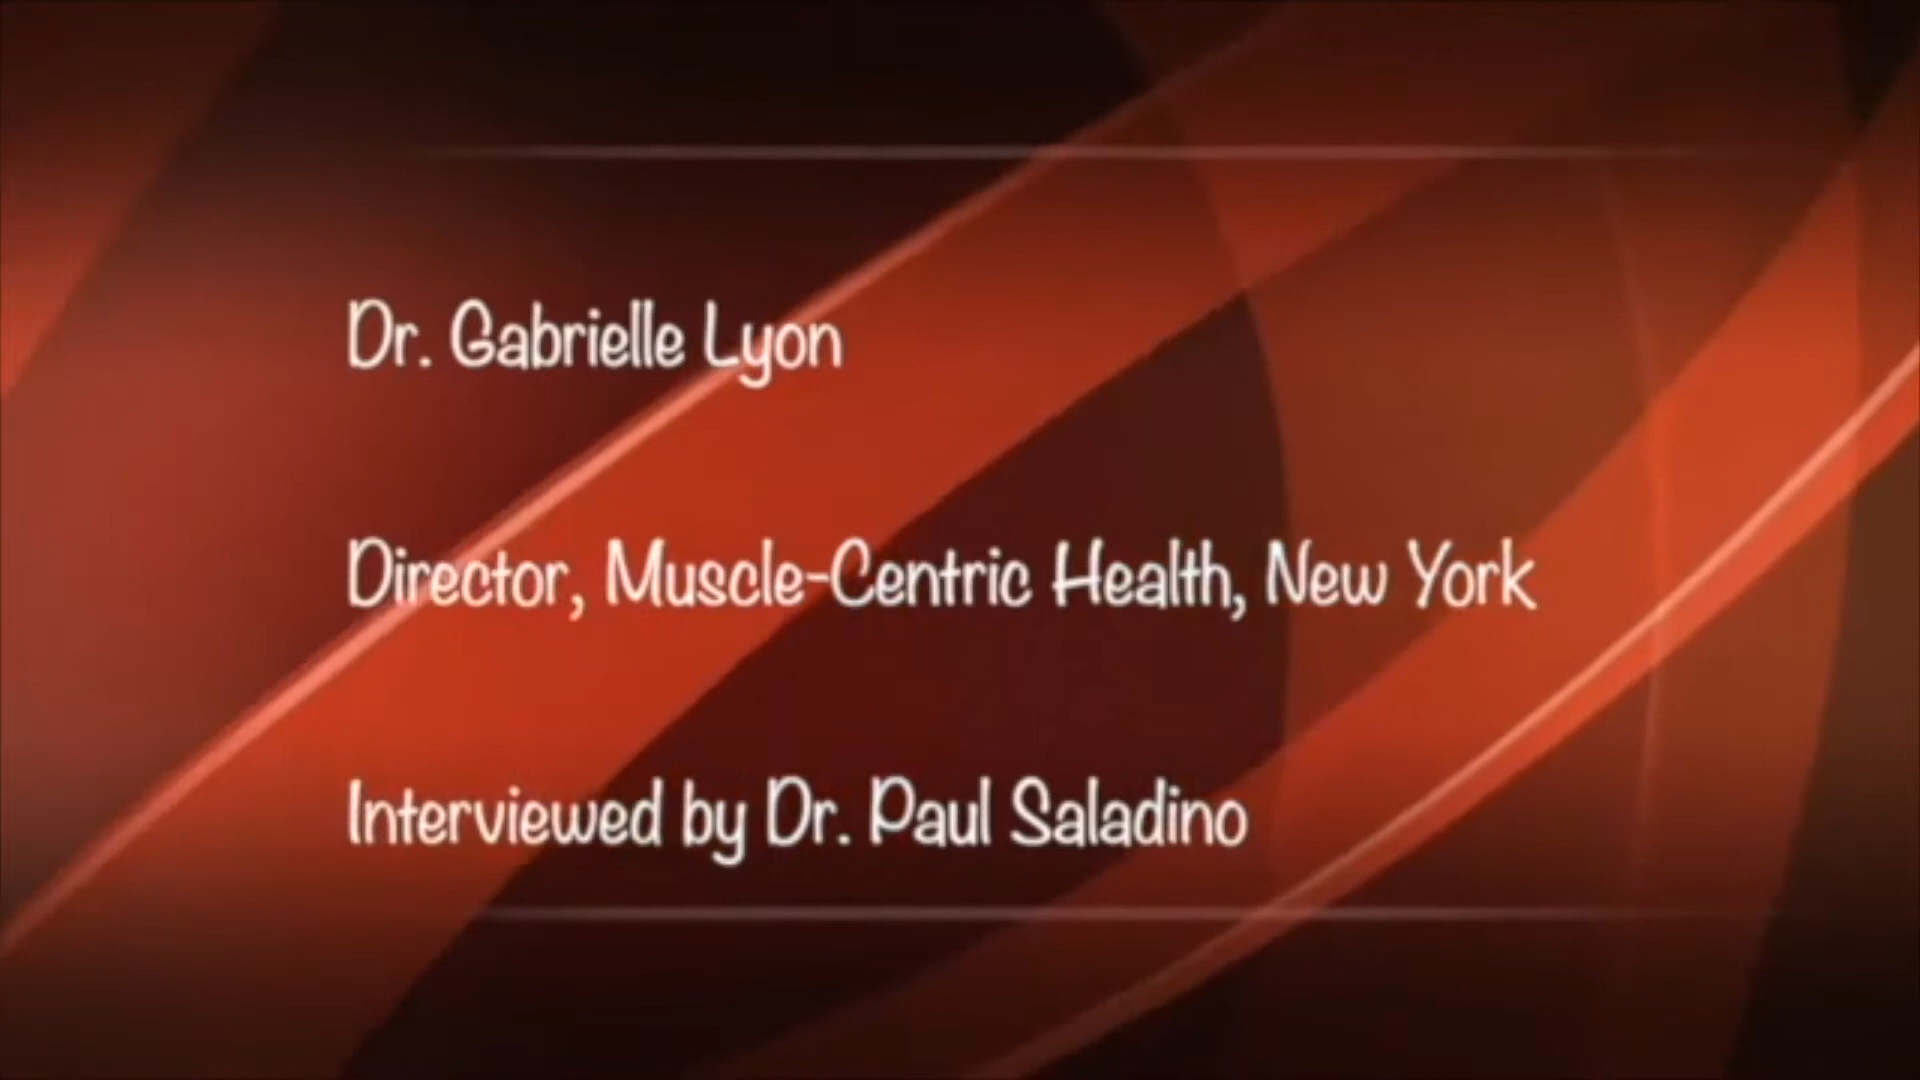 Dr. Gabrielle Lyon
Director, Muscle-Centric Health, New York
Interviewed by Dr. Paul Saladino